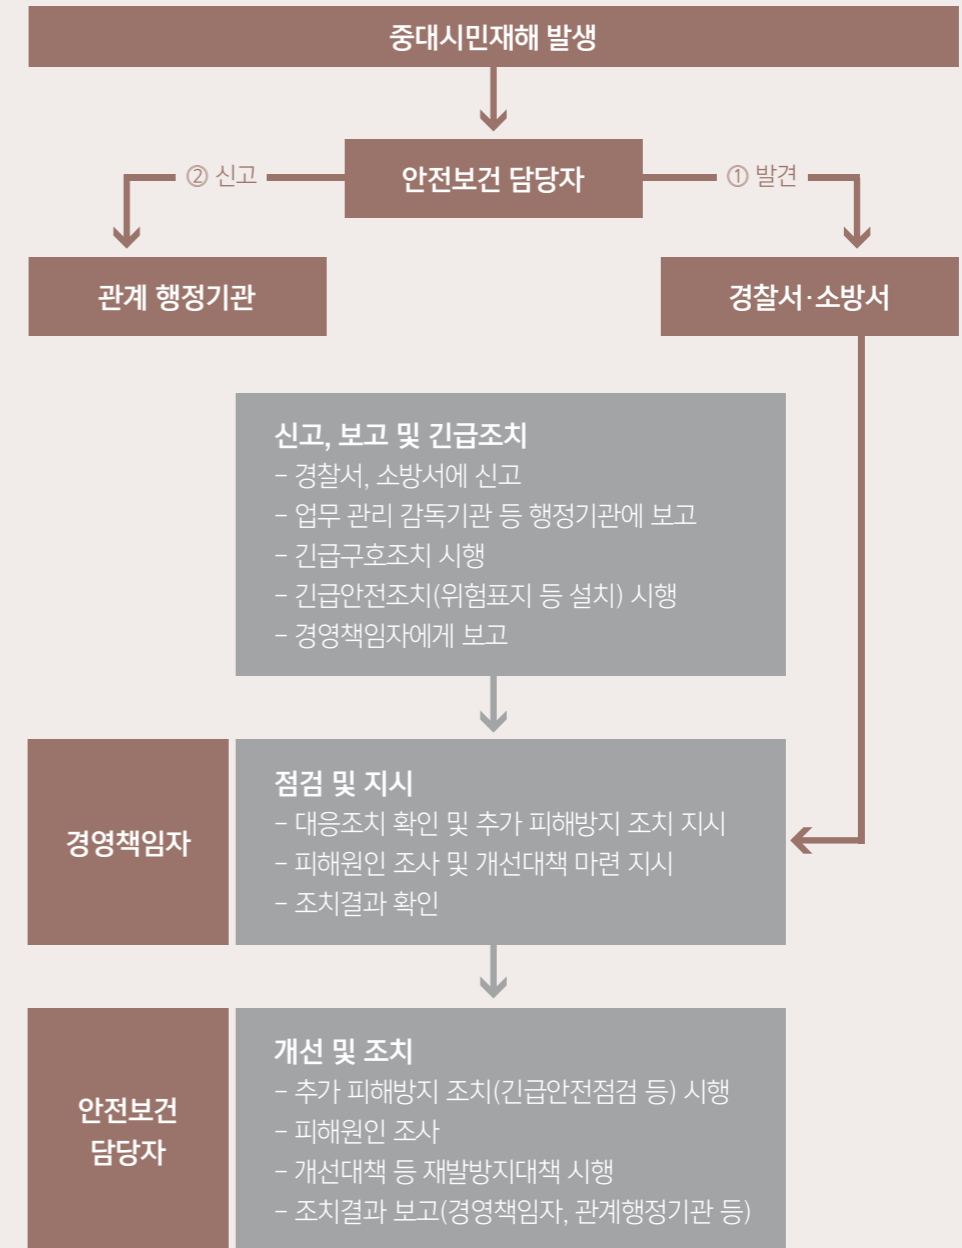 중대시민재해 발생
안전보건 담당자
② 신고
① 발견
관계 행정기관
경찰서·소방서
신고, 보고 및 긴급조치
- 경찰서, 소방서에 신고
- 업무 관리 감독기관 등 행정기관에 보고
- 긴급구호조치 시행
- 긴급안전조치(위험표지 등 설치) 시행
- 경영책임자에게 보고
경영책임자
점검 및 지시
- 대응조치 확인 및 추가 피해방지 조치 지시
- 피해원인 조사 및 개선대책 마련 지시
- 조치결과 확인
안전보건
담당자
개선 및 조치
- 추가 피해방지 조치(긴급안전점검 등) 시행
- 피해원인 조사
- 개선대책 등 재발방지대책 시행
- 조치결과 보고(경영책임자, 관계행정기관 등)